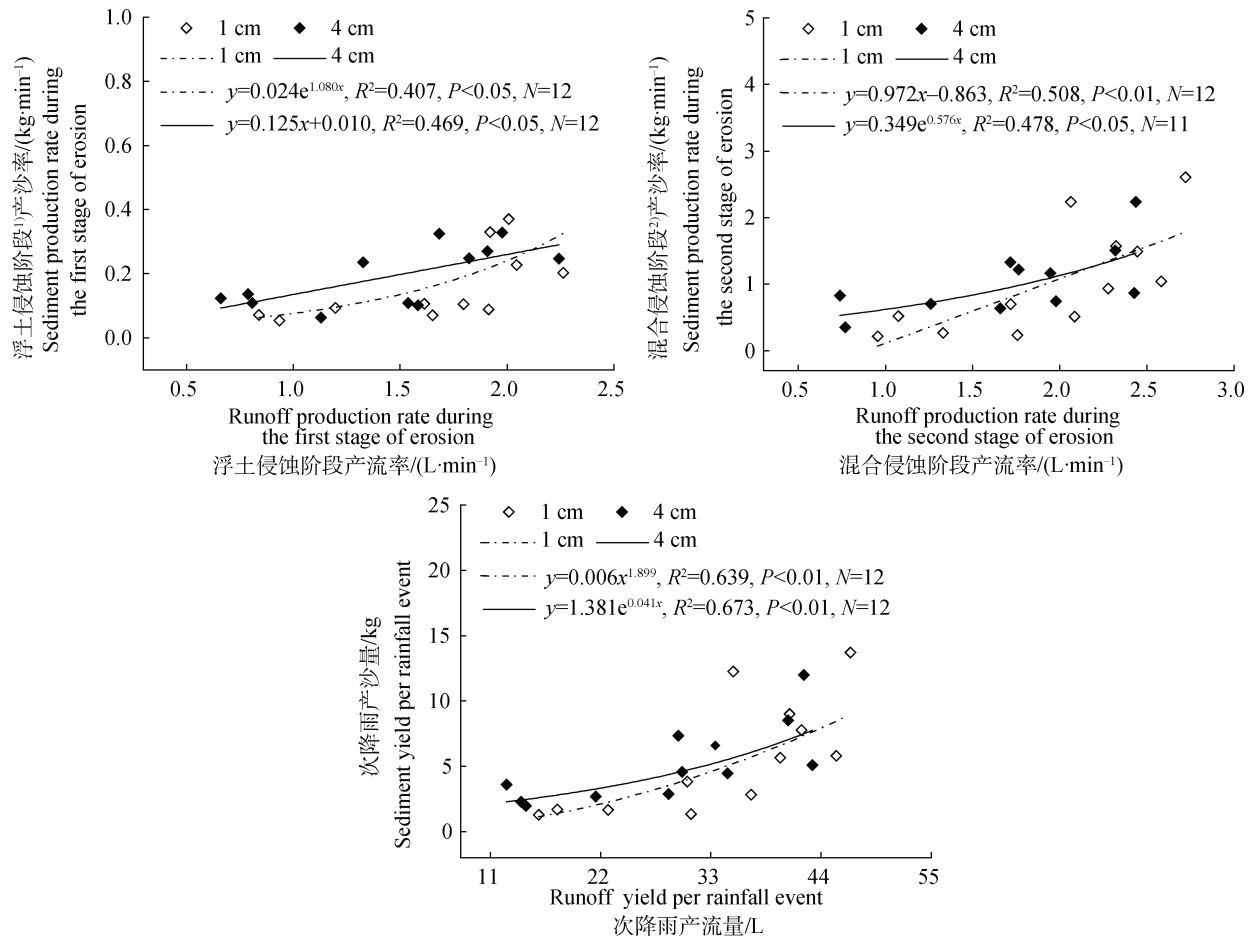 1.0
0.8
0.6
0.4
0.2
0.0
浮土侵蚀阶段¹⁾产沙率/(kg·min⁻¹)
Sediment production rate during
the first stage of erosion
1 cm 4 cm
1 cm 4 cm
y=0.024e^{1.080x}, R²=0.407, P<0.05, N=12
y=0.125x+0.010, R²=0.469, P<0.05, N=12
0.5 1.0 1.5 2.0 2.5
Runoff production rate during
the first stage of erosion
浮土侵蚀阶段产流率/(L·min⁻¹)
5
4
3
2
1
0
混合侵蚀阶段²⁾产沙率/(kg·min⁻¹)
Sediment production rate during
the second stage of erosion
1 cm 4 cm
1 cm 4 cm
y=0.972x–0.863, R²=0.508, P<0.01, N=12
y=0.349e^{0.576x}, R²=0.478, P<0.05, N=11
0.5 1.0 1.5 2.0 2.5 3.0
Runoff production rate during
the second stage of erosion
混合侵蚀阶段产流率/(L·min⁻¹)
25
20
15
10
5
0
次降雨产沙量/kg
Sediment yield per rainfall event
1 cm 4 cm
1 cm 4 cm
y=0.006x^{1.899}, R²=0.639, P<0.01, N=12
y=1.381e^{0.041x}, R²=0.673, P<0.01, N=12
11 22 33 44 55
Runoff yield per rainfall event
次降雨产流量/L